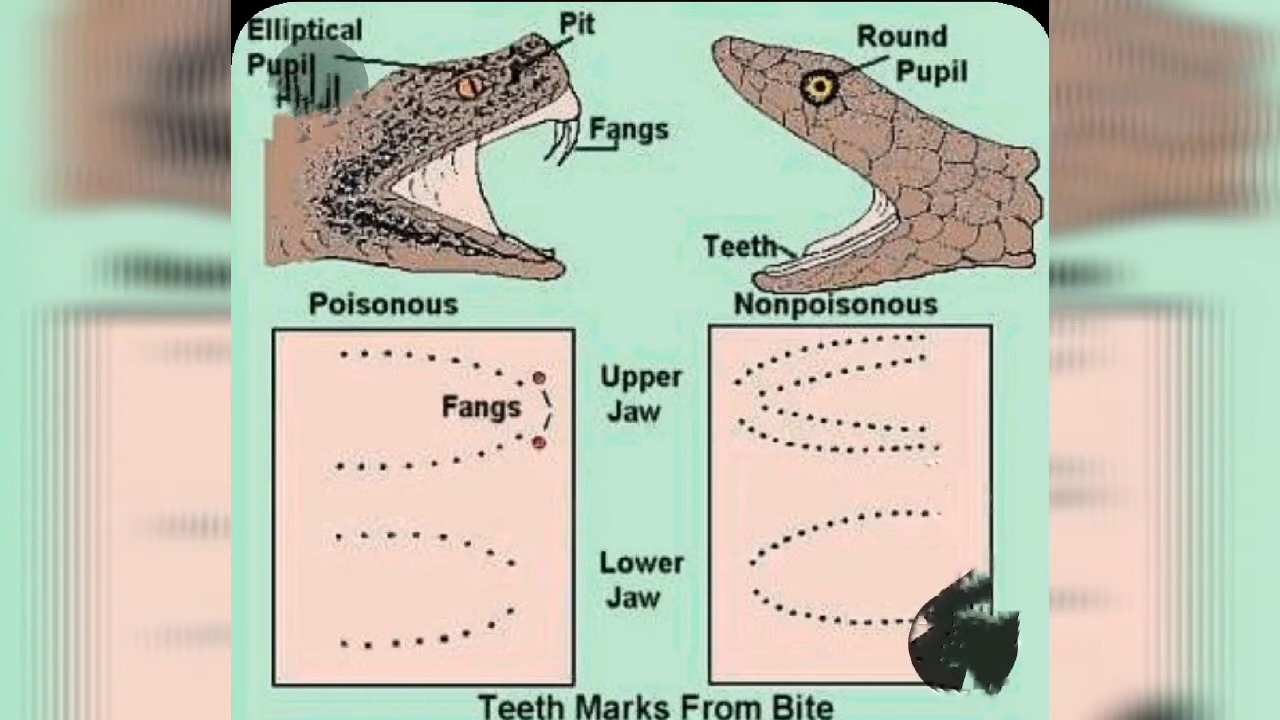 Elliptical
Pupil
Pit
Fangs
Round
Pupil
Teeth
Poisonous
Nonpoisonous
Fangs
Upper
Jaw
Lower
Jaw
Teeth Marks From Bite